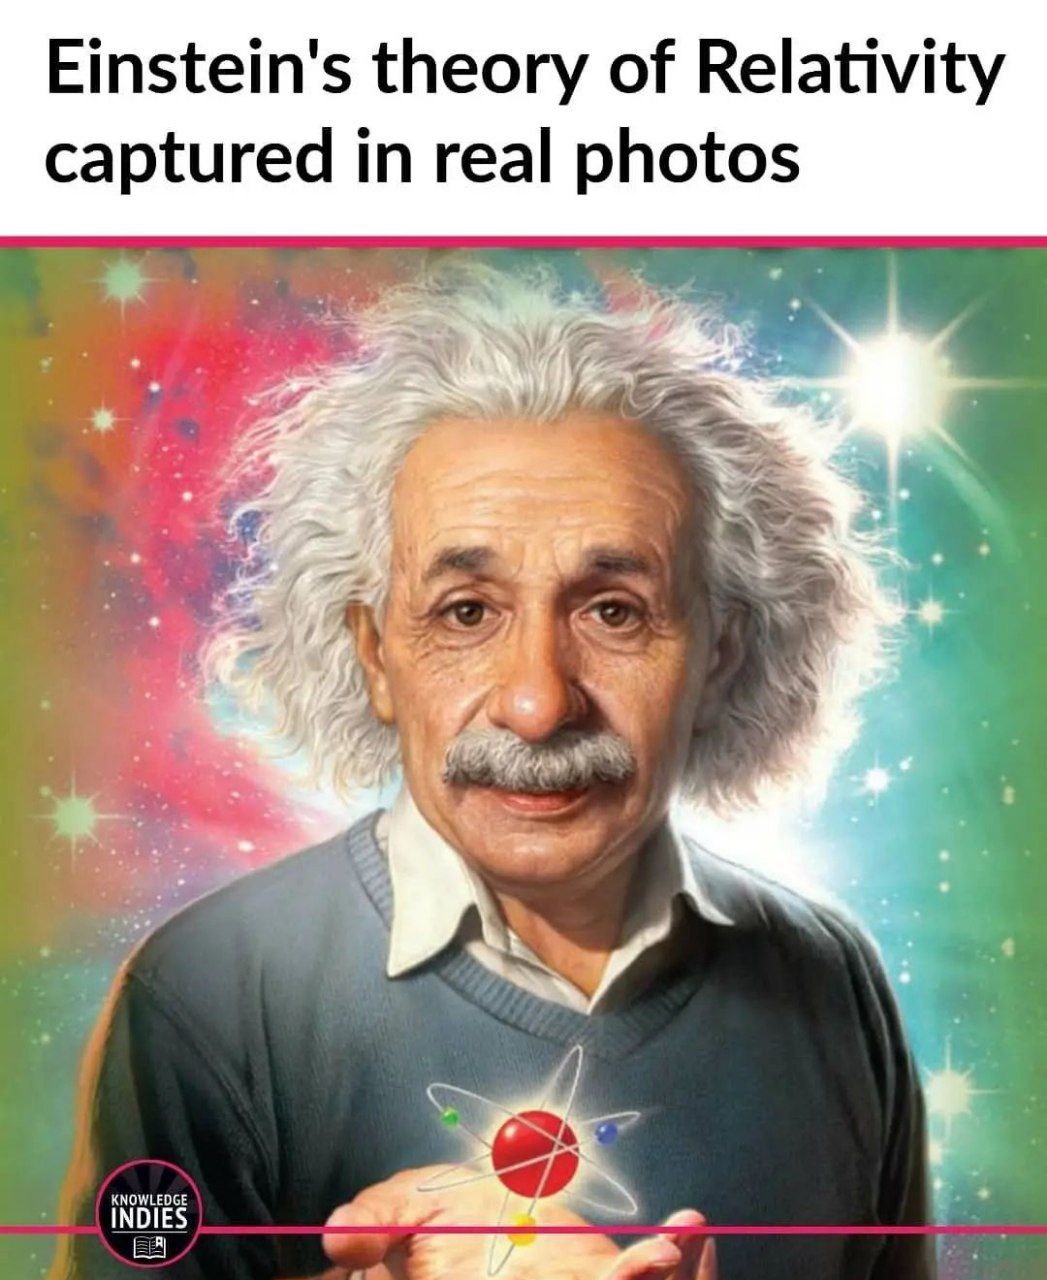 Einstein's theory of Relativity
captured in real photos
KNOWLEDGE
INDIES